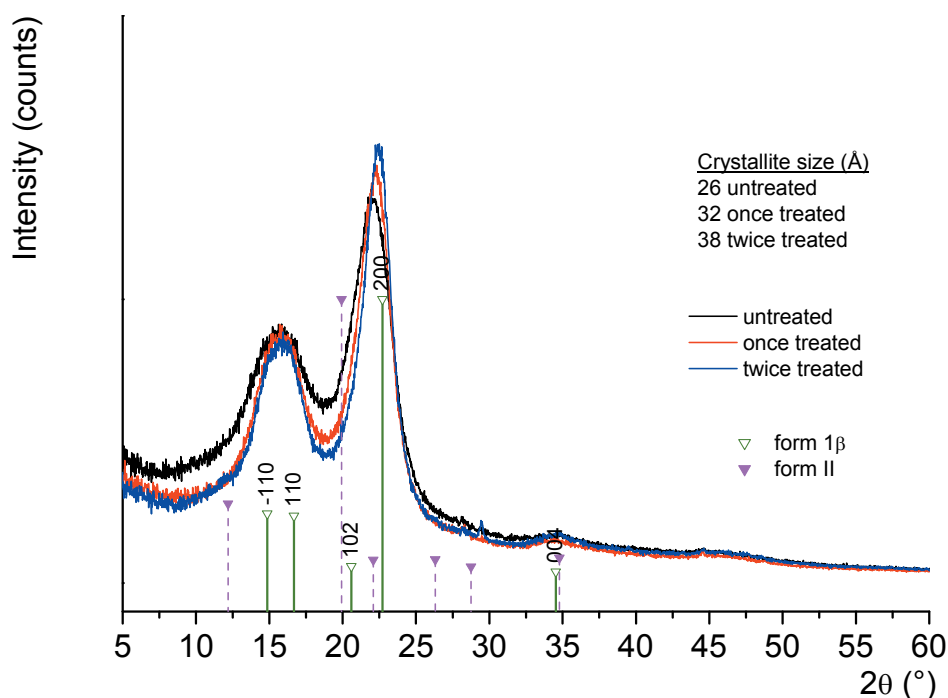 Intensity (counts)
Crystallite size (Å)
26 untreated
32 once treated
38 twice treated
untreated
once treated
twice treated
form 1β
form II
-110
110
102
200
004
5 10 15 20 25 30 35 40 45 50 55 60
2θ (°)